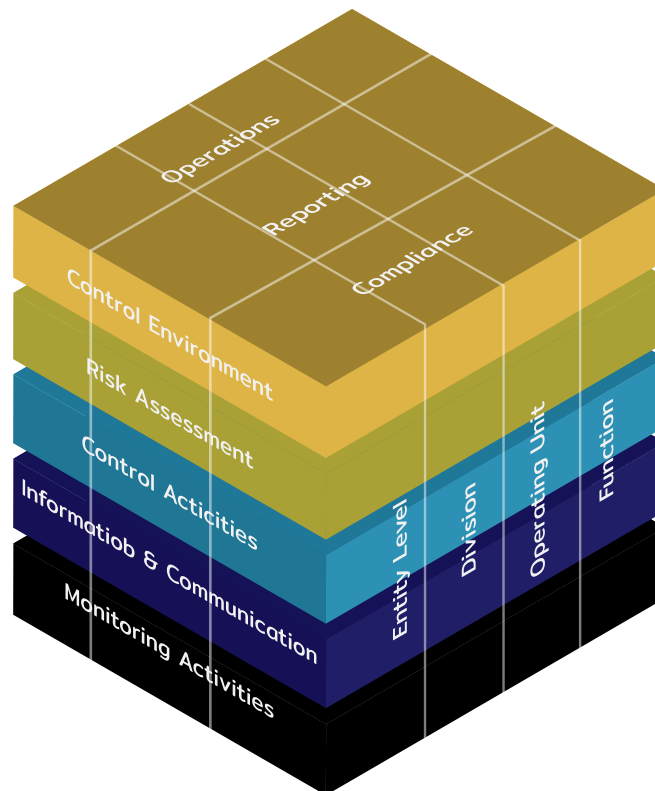 Operations
Reporting
Compliance
Control Environment
Risk Assessment
Control Acticities
Informatiob & Communication
Monitoring Activities
Entity Level
Division
Operating Unit
Function